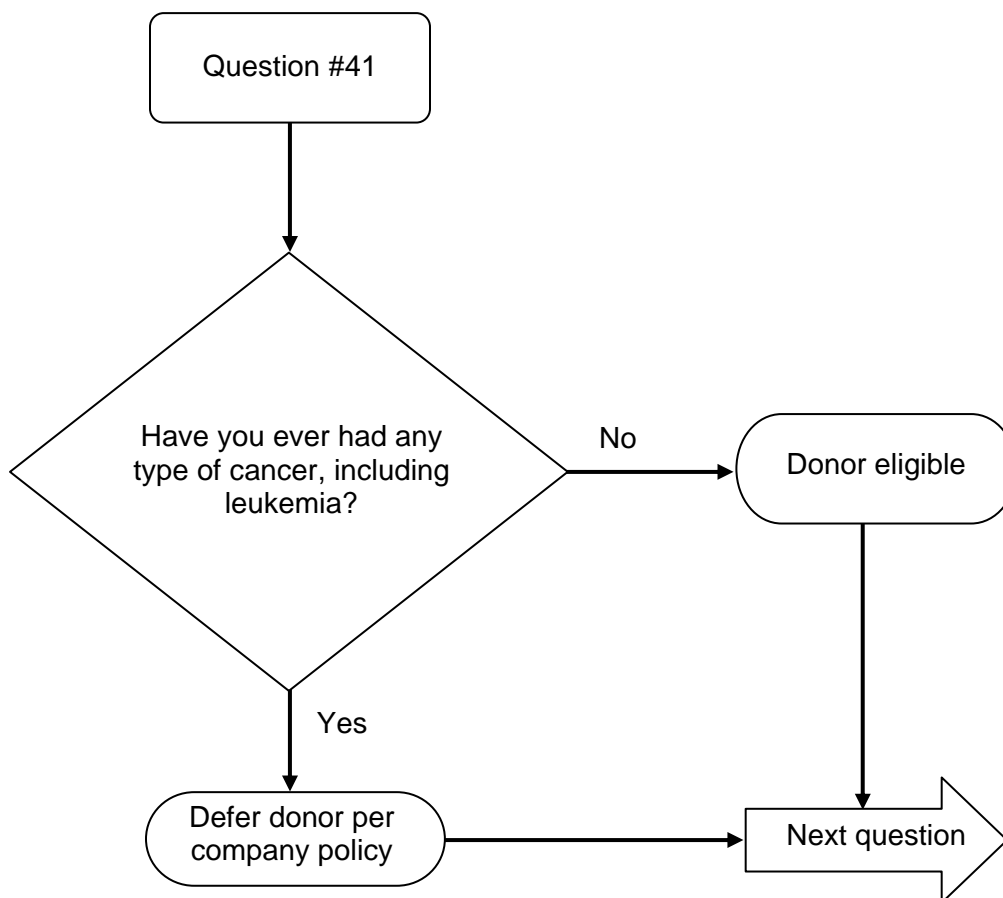 Question #41
Have you ever had any
type of cancer, including
leukemia?
No
Donor eligible
Yes
Defer donor per
company policy
Next question